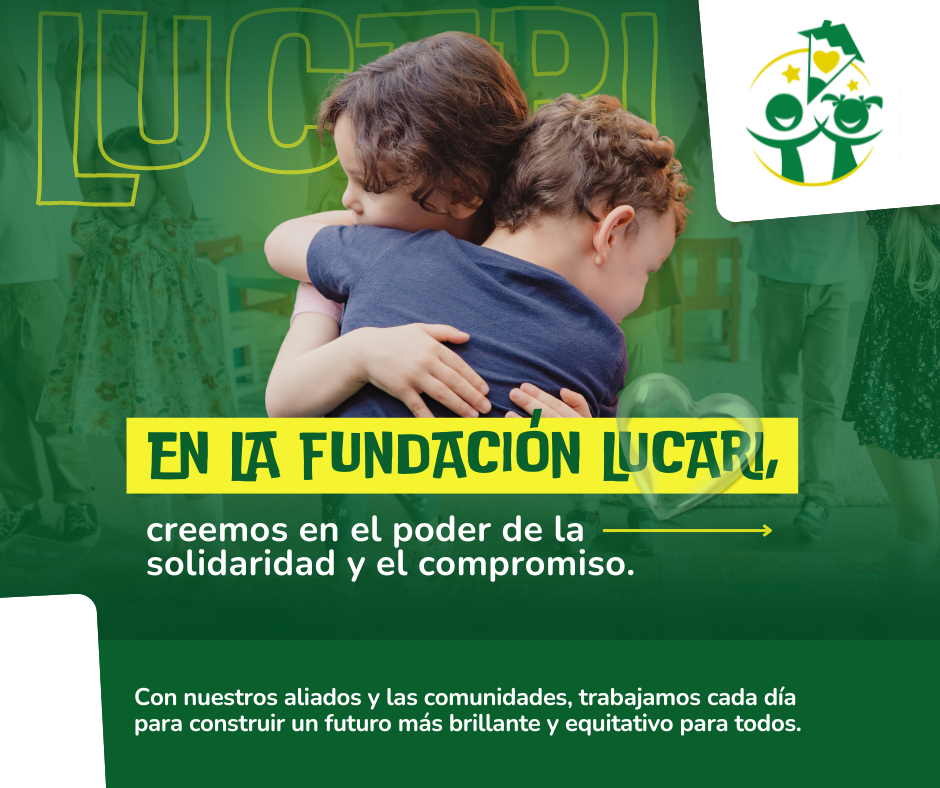 LUCARI
EN LA FUNDACIÓN LUCARI,
creemos en el poder de la
solidaridad y el compromiso.
Con nuestros aliados y las comunidades, trabajamos cada día
para construir un futuro más brillante y equitativo para todos.